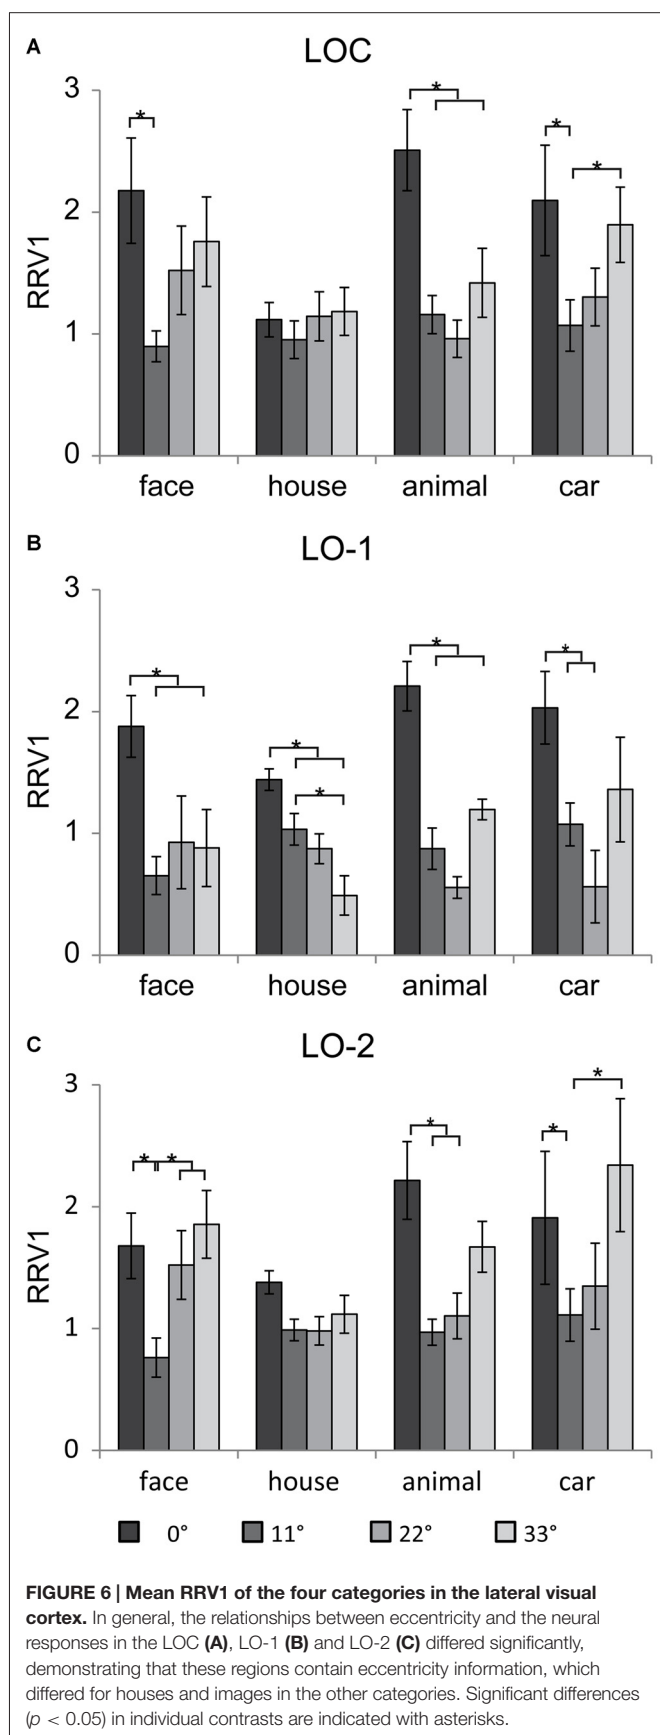 A
LOC
3
*
*
*
*
2
RRV1
1
0
face house animal car
B
LO-1
3
*
*
*
*
*
2
RRV1
1
0
face house animal car
C
LO-2
3
*
*
*
*
*
2
RRV1
1
0
face house animal car
0° 11° 22° 33°
FIGURE 6 | Mean RRV1 of the four categories in the lateral visual
cortex. In general, the relationships between eccentricity and the neural
responses in the LOC (A), LO-1 (B) and LO-2 (C) differed significantly,
demonstrating that these regions contain eccentricity information, which
differed for houses and images in the other categories. Significant differences
(p < 0.05) in individual contrasts are indicated with asterisks.